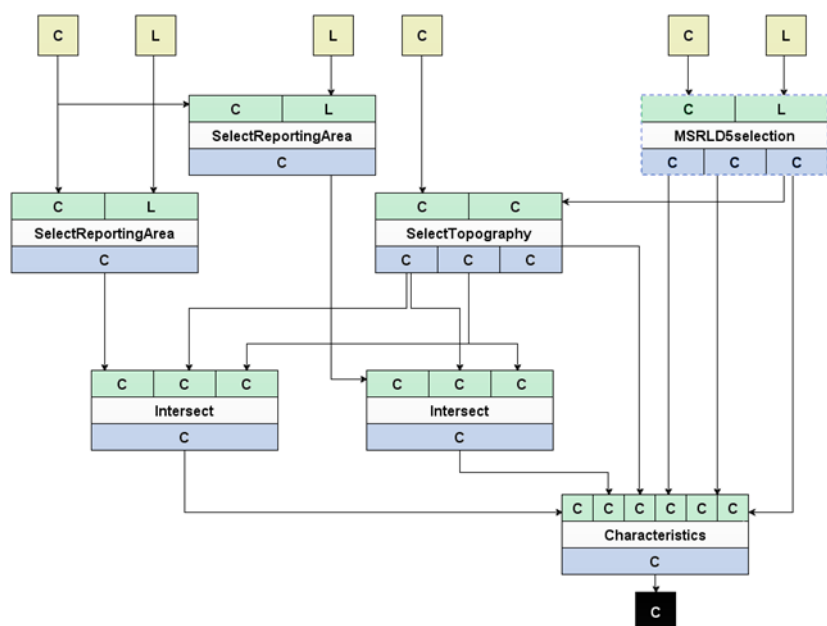 C L L C C L
C L C L
SelectReportingArea MSRLD5selection
C C C C
C L C C
SelectReportingArea SelectTopography
C C C C
C C C C C C
Intersect Intersect
C C
C C C C C C
Characteristics
C
C